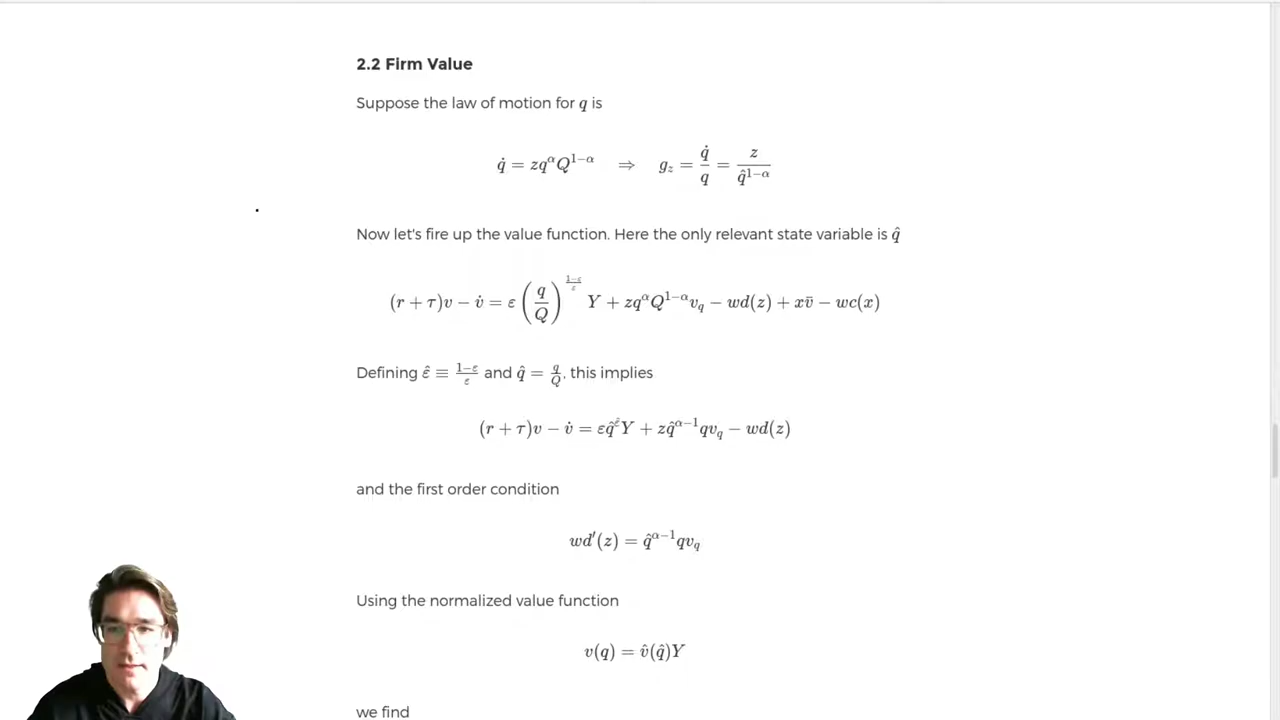 2.2 Firm Value
Suppose the law of motion for q is
q̇ = zq^α Q^{1−α} ⇒ g_z = q̇/q = z/q̂^{1−α}
Now let's fire up the value function. Here the only relevant state variable is q̂
(r + τ)v − v̇ = ε (q/Q)^{(1−ε)/ε} Y + zq^α Q^{1−α} v_q − wd(z) + xv̄ − wc(x)
Defining ε̂ ≡ (1−ε)/ε and q̂ = q/Q, this implies
(r + τ)v − v̇ = εq̂^ε̂ Y + zq̂^{α−1} qv_q − wd(z)
and the first order condition
wd′(z) = q̂^{α−1} qv_q
Using the normalized value function
v(q) = v̂(q̂)Y
we find